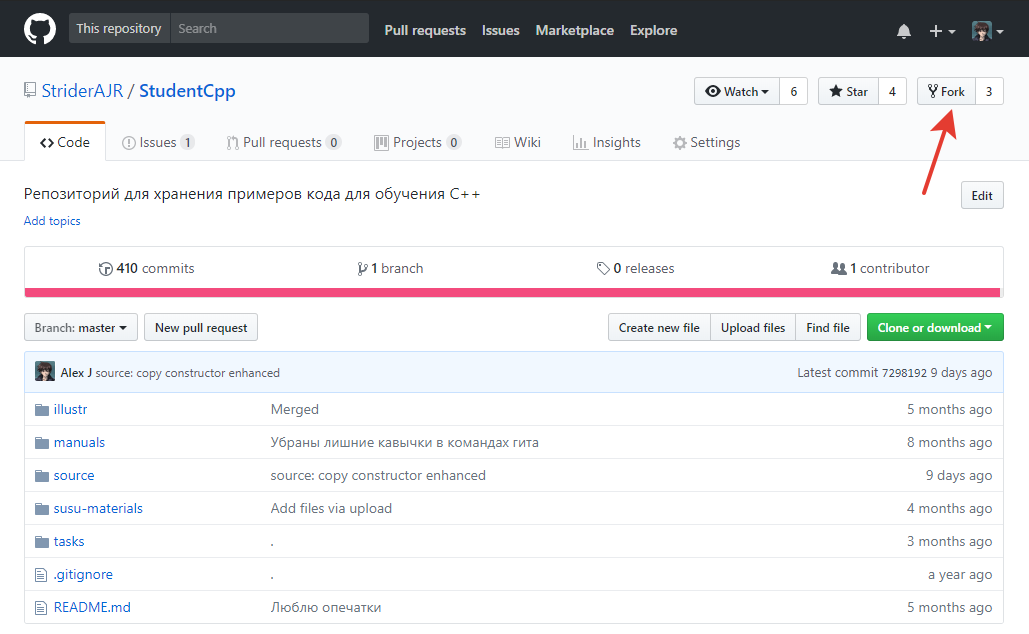 This repository Search Pull requests Issues Marketplace Explore
StriderAJR / StudentCpp Watch 6 Star 4 Fork 3
Code Issues 1 Pull requests 0 Projects 0 Wiki Insights Settings
Репозиторий для хранения примеров кода для обучения C++ Edit
Add topics
410 commits 1 branch 0 releases 1 contributor
Branch: master New pull request Create new file Upload files Find file Clone or download
Alex J source: copy constructor enhanced Latest commit 7298192 9 days ago
illustr Merged 5 months ago
manuals Убраны лишние кавычки в командах гита 8 months ago
source source: copy constructor enhanced 9 days ago
susu-materials Add files via upload 4 months ago
tasks . 3 months ago
.gitignore . a year ago
README.md Люблю опечатки 5 months ago